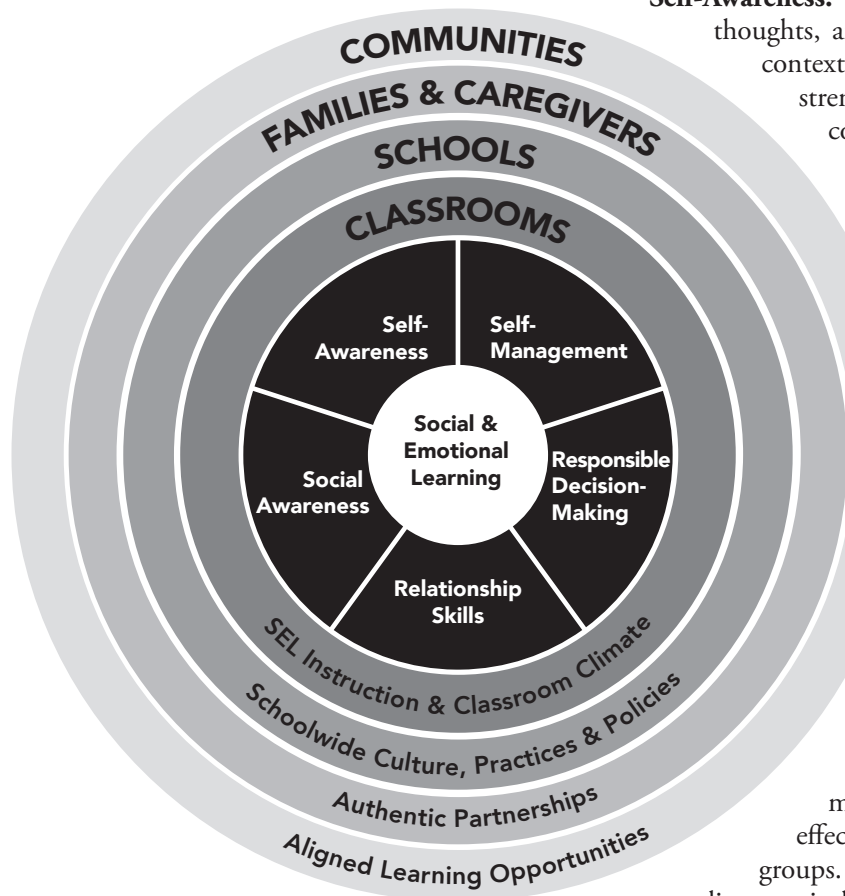 Self-Awareness.
thoughts, a
context
stren
co
COMMUNITIES
FAMILIES & CAREGIVERS
SCHOOLS
CLASSROOMS
Self-
Awareness
Self-
Management
Social &
Emotional
Learning
Social
Awareness
Responsible
Decision-
Making
Relationship
Skills
SEL Instruction & Classroom Climate
Schoolwide Culture, Practices & Policies
Authentic Partnerships
Aligned Learning Opportunities
m
effec
groups.